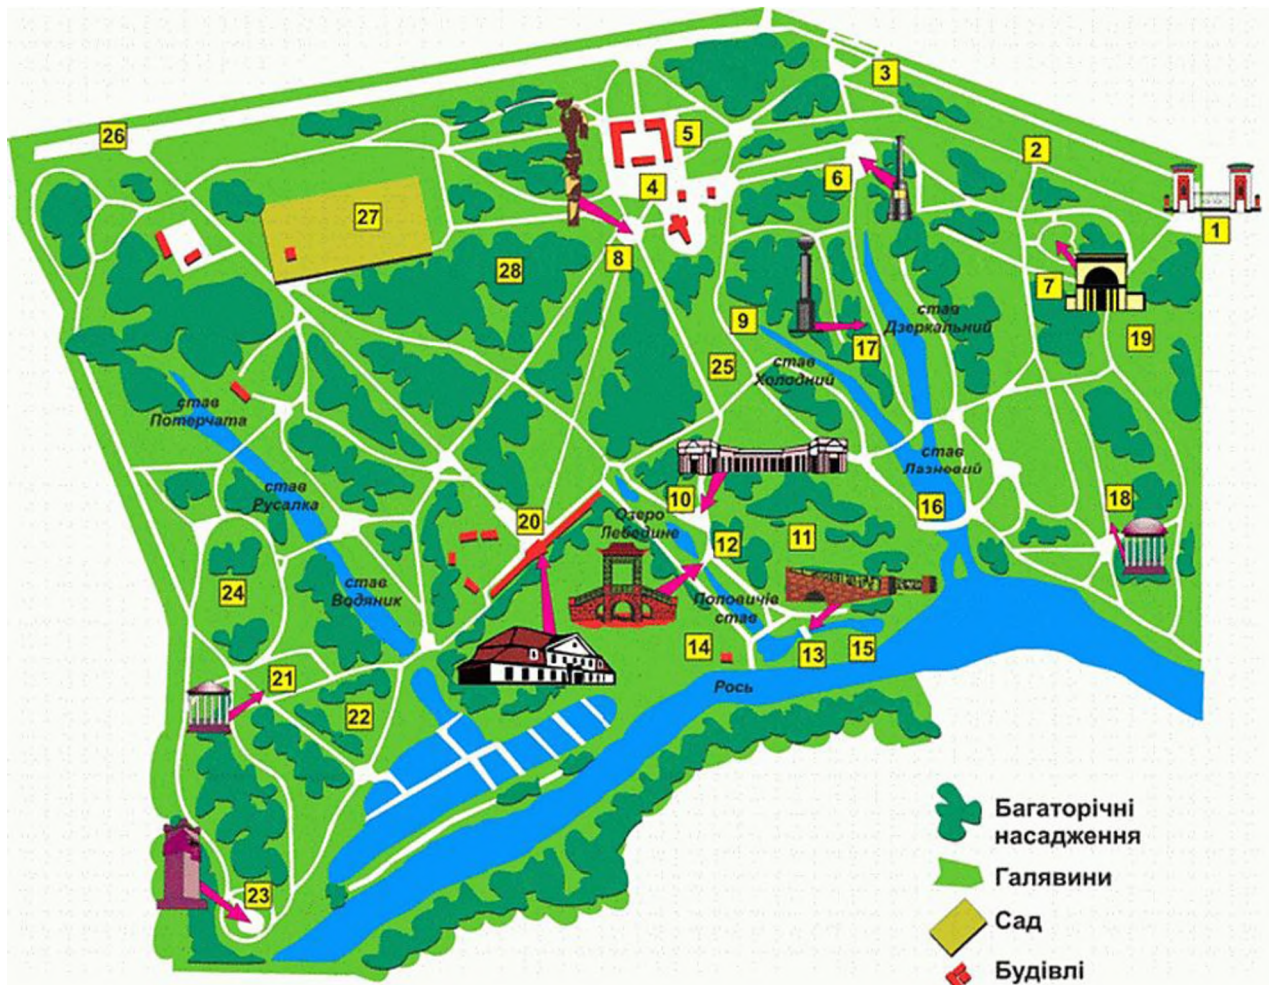 3
26
5
2
6
4
27
1
8
28
7
9
став
Дзеркальний
19
17
25
став
Холодний
став
Потерчата
став
Лазневий
став
Русалка
10
16
18
20
Озеро
Лебедине
12
11
став
Водяник
24
Поповичів
став
14
13
15
21
Рось
22
23
Багаторічні
насадження
Галявини
Сад
Будівлі